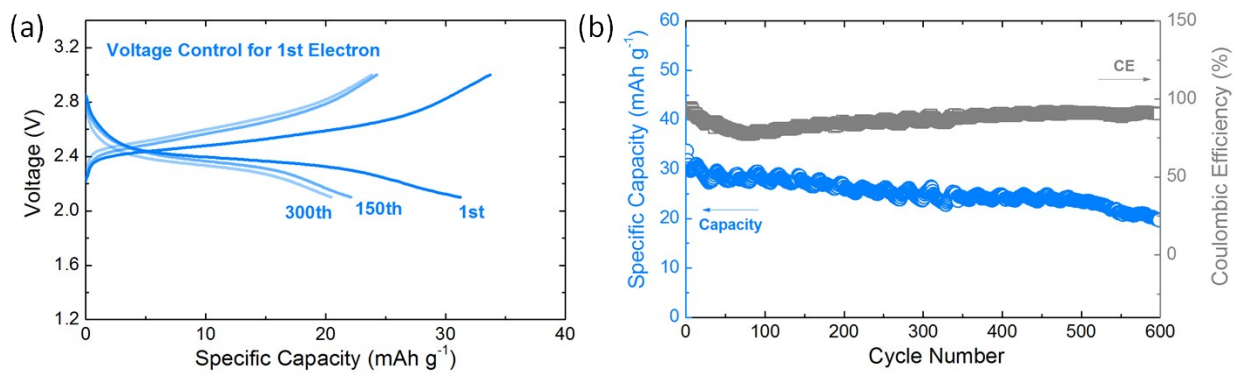 (a)
Voltage Control for 1st Electron
3.2
2.8
2.4
2.0
1.6
1.2
Voltage (V)
300th 150th 1st
0 10 20 30 40
Specific Capacity (mAh g⁻¹)
(b)
60
50
40
30
20
10
0
Specific Capacity (mAh g⁻¹)
CE
Capacity
150
100
50
0
Coulombic Efficiency (%)
0 100 200 300 400 500 600
Cycle Number